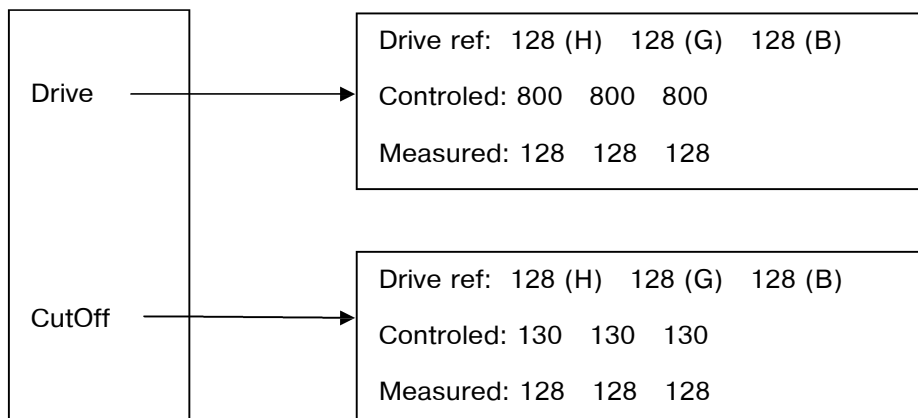 Drive
Drive ref: 128 (H) 128 (G) 128 (B)
Controled: 800 800 800
Measured: 128 128 128
CutOff
Drive ref: 128 (H) 128 (G) 128 (B)
Controled: 130 130 130
Measured: 128 128 128